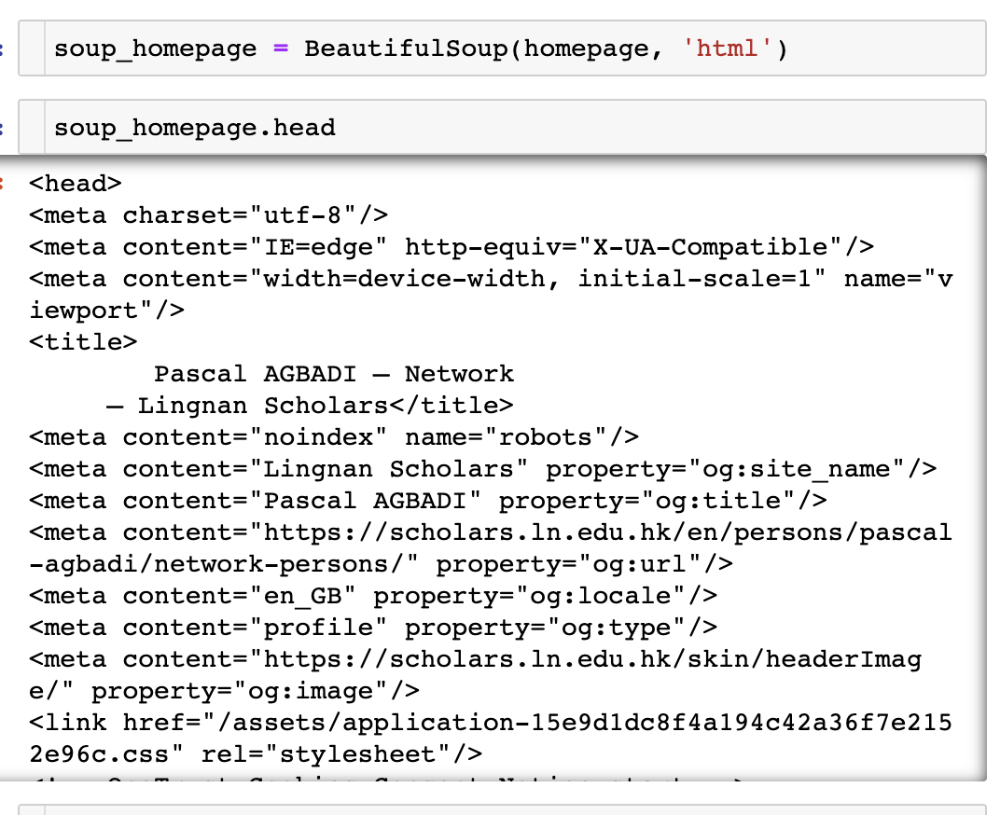 soup_homepage = BeautifulSoup(homepage, 'html')
soup_homepage.head
<head>
<meta charset="utf-8"/>
<meta content="IE=edge" http-equiv="X-UA-Compatible"/>
<meta content="width=device-width, initial-scale=1" name="v
iewport"/>
<title>
        Pascal AGBADI — Network
     — Lingnan Scholars</title>
<meta content="noindex" name="robots"/>
<meta content="Lingnan Scholars" property="og:site_name"/>
<meta content="Pascal AGBADI" property="og:title"/>
<meta content="https://scholars.ln.edu.hk/en/persons/pascal
-agbadi/network-persons/" property="og:url"/>
<meta content="en_GB" property="og:locale"/>
<meta content="profile" property="og:type"/>
<meta content="https://scholars.ln.edu.hk/skin/headerImag
e/" property="og:image"/>
<link href="/assets/application-15e9d1dc8f4a194c42a36f7e215
2e96c.css" rel="stylesheet"/>